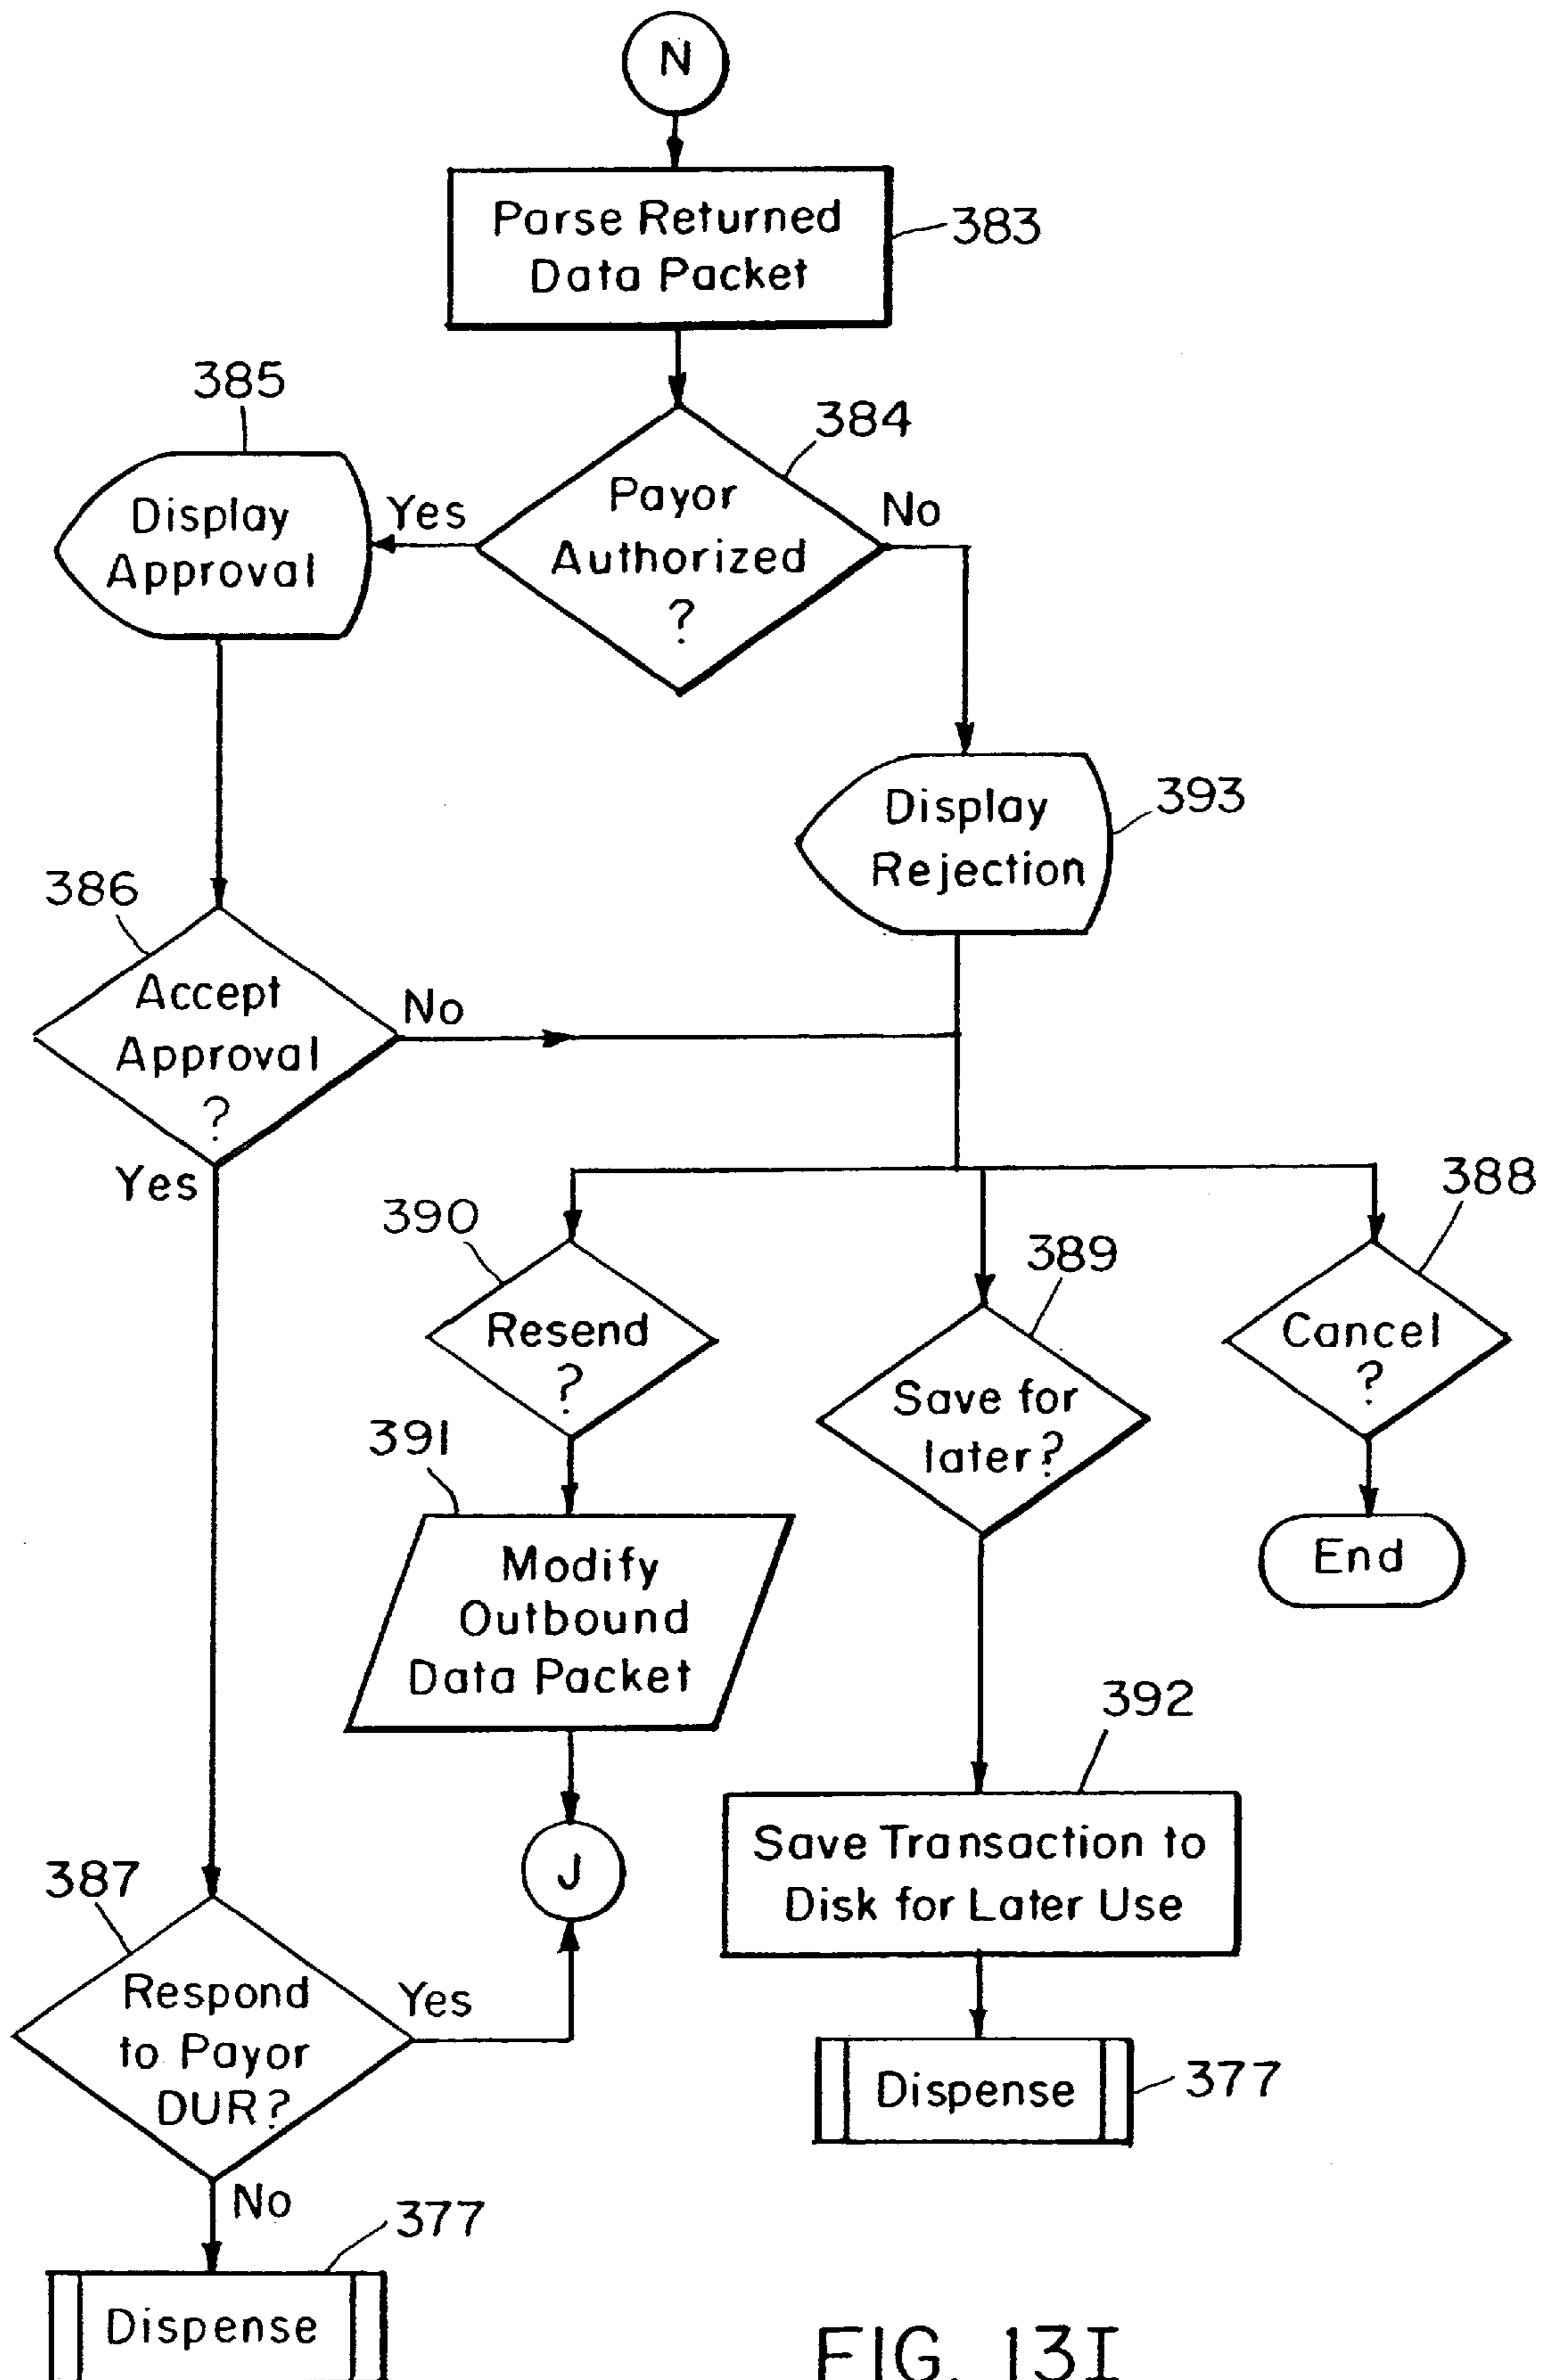 N
Parse Returned
Data Packet
383
385
384
Display
Approval
Yes
Payor
Authorized
?
No
Display
Rejection
393
386
Accept
Approval
?
No
Yes
390
389
388
Resend
?
Save for
later?
Cancel
?
391
Modify
Outbound
Data Packet
End
392
J
Save Transaction to
Disk for Later Use
387
Respond
to Payor
DUR?
Yes
Dispense
377
No
377
Dispense
FIG. 13I